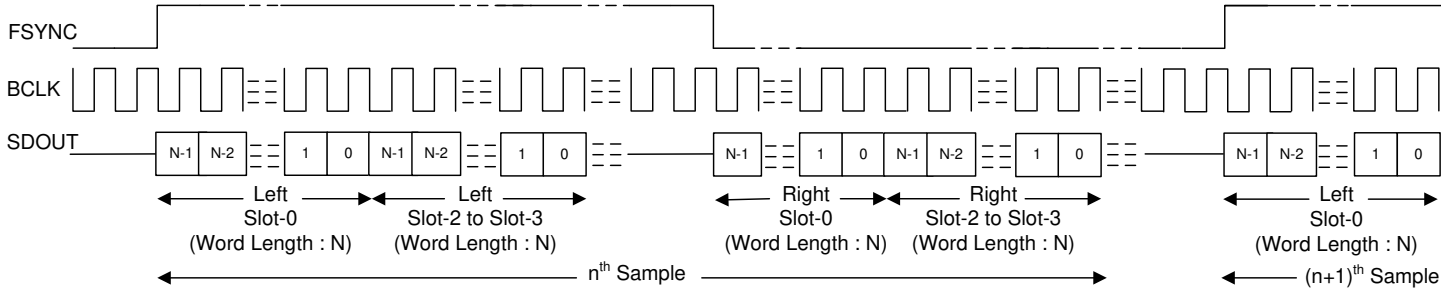 FSYNC
BCLK
SDOUT
N-1 N-2 1 0 N-1 N-2 1 0 N-1 1 0 N-1 N-2 1 0 N-1 N-2 1 0
Left Left Right Right Left
Slot-0 Slot-2 to Slot-3 Slot-0 Slot-2 to Slot-3 Slot-0
(Word Length : N) (Word Length : N) (Word Length : N) (Word Length : N) (Word Length : N)
nth Sample (n+1)th Sample